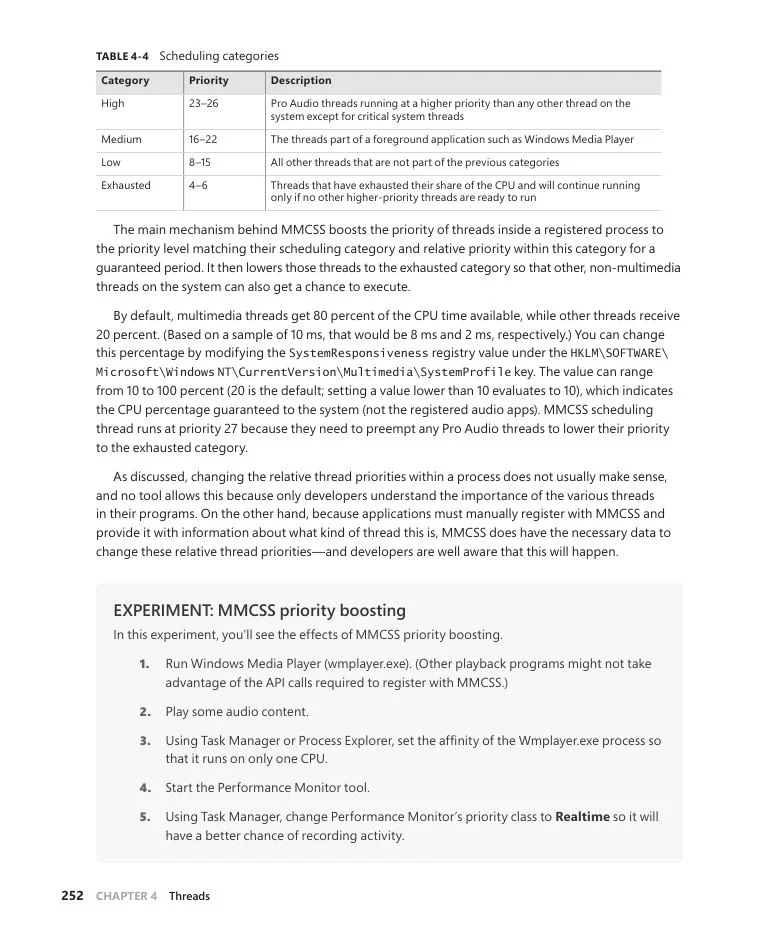 TABLE 4-4 Scheduling categories
Category Priority Description
High 23–26 Pro Audio threads running at a higher priority than any other thread on the
system except for critical system threads
Medium 16–22 The threads part of a foreground application such as Windows Media Player
Low 8–15 All other threads that are not part of the previous categories
Exhausted 4–6 Threads that have exhausted their share of the CPU and will continue running
only if no other higher-priority threads are ready to run
The main mechanism behind MMCSS boosts the priority of threads inside a registered process to
the priority level matching their scheduling category and relative priority within this category for a
guaranteed period. It then lowers those threads to the exhausted category so that other, non-multimedia
threads on the system can also get a chance to execute.
By default, multimedia threads get 80 percent of the CPU time available, while other threads receive
20 percent. (Based on a sample of 10 ms, that would be 8 ms and 2 ms, respectively.) You can change
this percentage by modifying the SystemResponsiveness registry value under the HKLM\SOFTWARE\
Microsoft\Windows NT\CurrentVersion\Multimedia\SystemProfile key. The value can range
from 10 to 100 percent (20 is the default; setting a value lower than 10 evaluates to 10), which indicates
the CPU percentage guaranteed to the system (not the registered audio apps). MMCSS scheduling
thread runs at priority 27 because they need to preempt any Pro Audio threads to lower their priority
to the exhausted category.
As discussed, changing the relative thread priorities within a process does not usually make sense,
and no tool allows this because only developers understand the importance of the various threads
in their programs. On the other hand, because applications must manually register with MMCSS and
provide it with information about what kind of thread this is, MMCSS does have the necessary data to
change these relative thread priorities—and developers are well aware that this will happen.
EXPERIMENT: MMCSS priority boosting
In this experiment, you'll see the effects of MMCSS priority boosting.
1. Run Windows Media Player (wmplayer.exe). (Other playback programs might not take
advantage of the API calls required to register with MMCSS.)
2. Play some audio content.
3. Using Task Manager or Process Explorer, set the affinity of the Wmplayer.exe process so
that it runs on only one CPU.
4. Start the Performance Monitor tool.
5. Using Task Manager, change Performance Monitor's priority class to Realtime so it will
have a better chance of recording activity.
252 CHAPTER 4 Threads